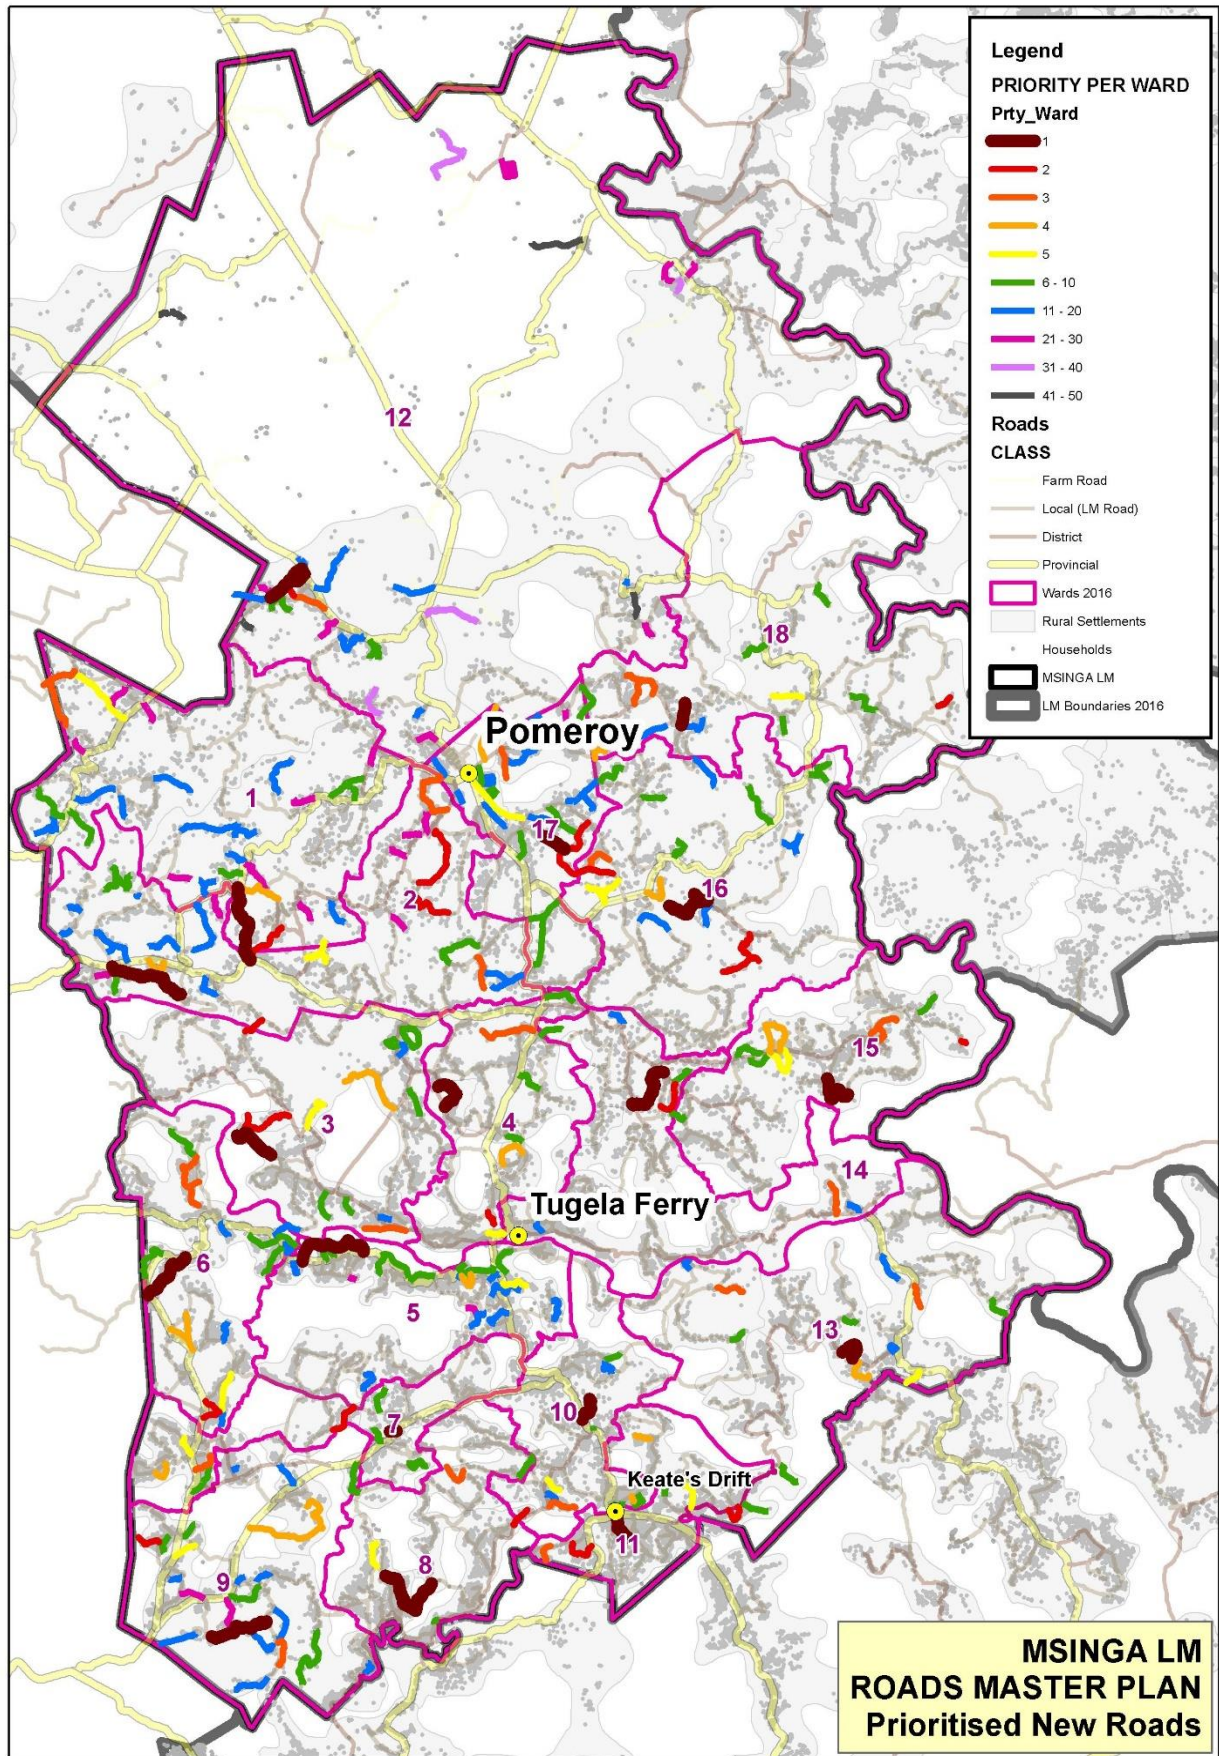 Legend
PRIORITY PER WARD
Prty_Ward
1
2
3
4
5
6 - 10
11 - 20
21 - 30
31 - 40
41 - 50
Roads
CLASS
Farm Road
Local (LM Road)
District
Provincial
Wards 2016
Rural Settlements
Households
MSINGA LM
LM Boundaries 2016
12
18
Pomeroy
1
17
2
16
15
3
4
14
Tugela Ferry
6
5
13
10
7
Keate's Drift
11
8
9
MSINGA LM
ROADS MASTER PLAN
Prioritised New Roads